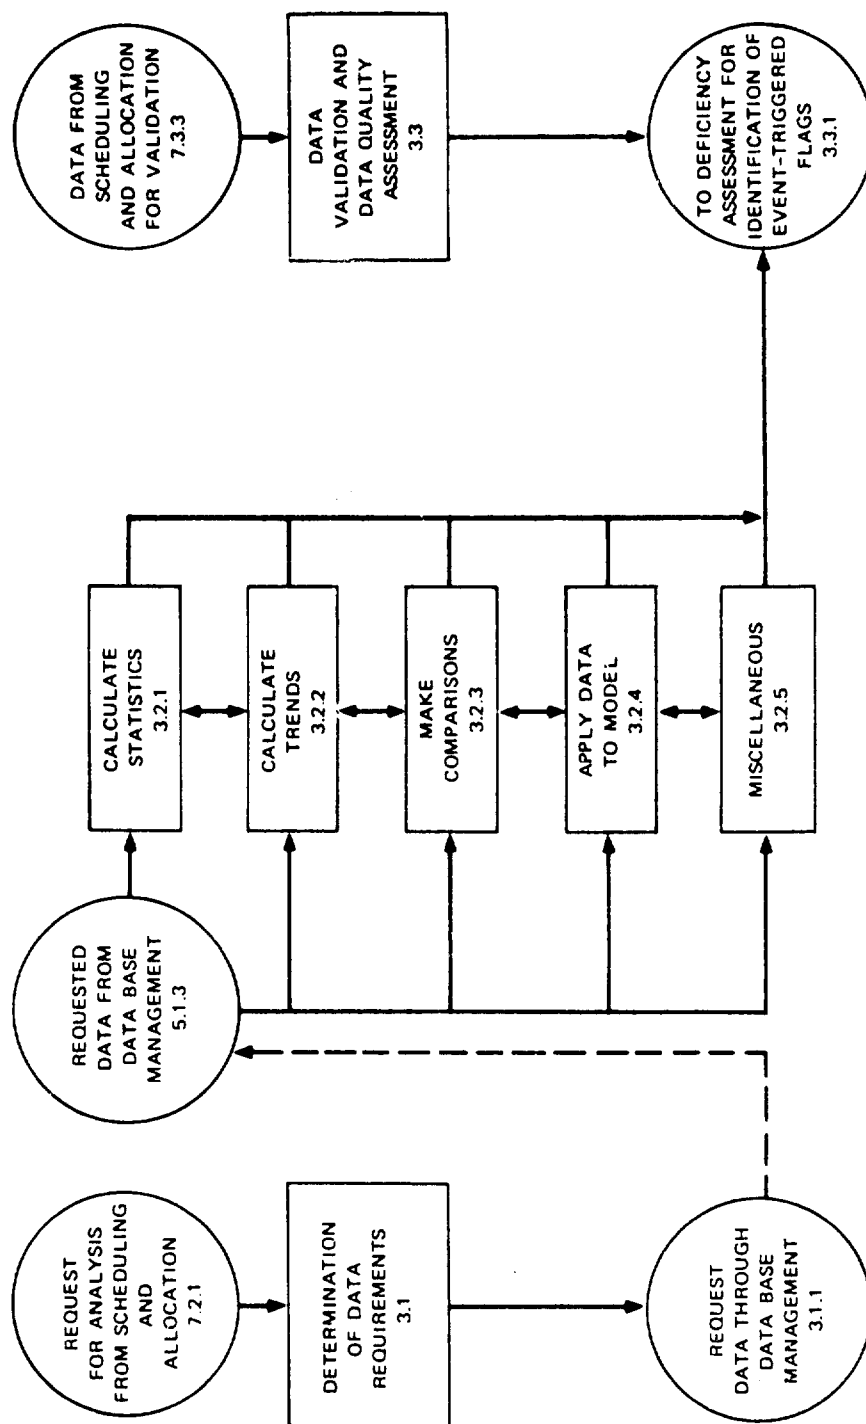 REQUEST
FOR ANALYSIS
FROM SCHEDULING
AND
ALLOCATION
7.2.1
DETERMINATION
OF DATA
REQUIREMENTS
3.1
REQUEST
DATA THROUGH
DATA BASE
MANAGEMENT
3.1.1
REQUESTED
DATA FROM
DATA BASE
MANAGEMENT
5.1.3
CALCULATE
STATISTICS
3.2.1
CALCULATE
TRENDS
3.2.2
MAKE
COMPARISONS
3.2.3
APPLY DATA
TO MODEL
3.2.4
MISCELLANEOUS
3.2.5
DATA FROM
SCHEDULING
AND ALLOCATION
FOR VALIDATION
7.3.3
DATA
VALIDATION AND
DATA QUALITY
ASSESSMENT
3.3
TO DEFICIENCY
ASSESSMENT FOR
IDENTIFICATION OF
EVENT-TRIGGERED
FLAGS
3.3.1